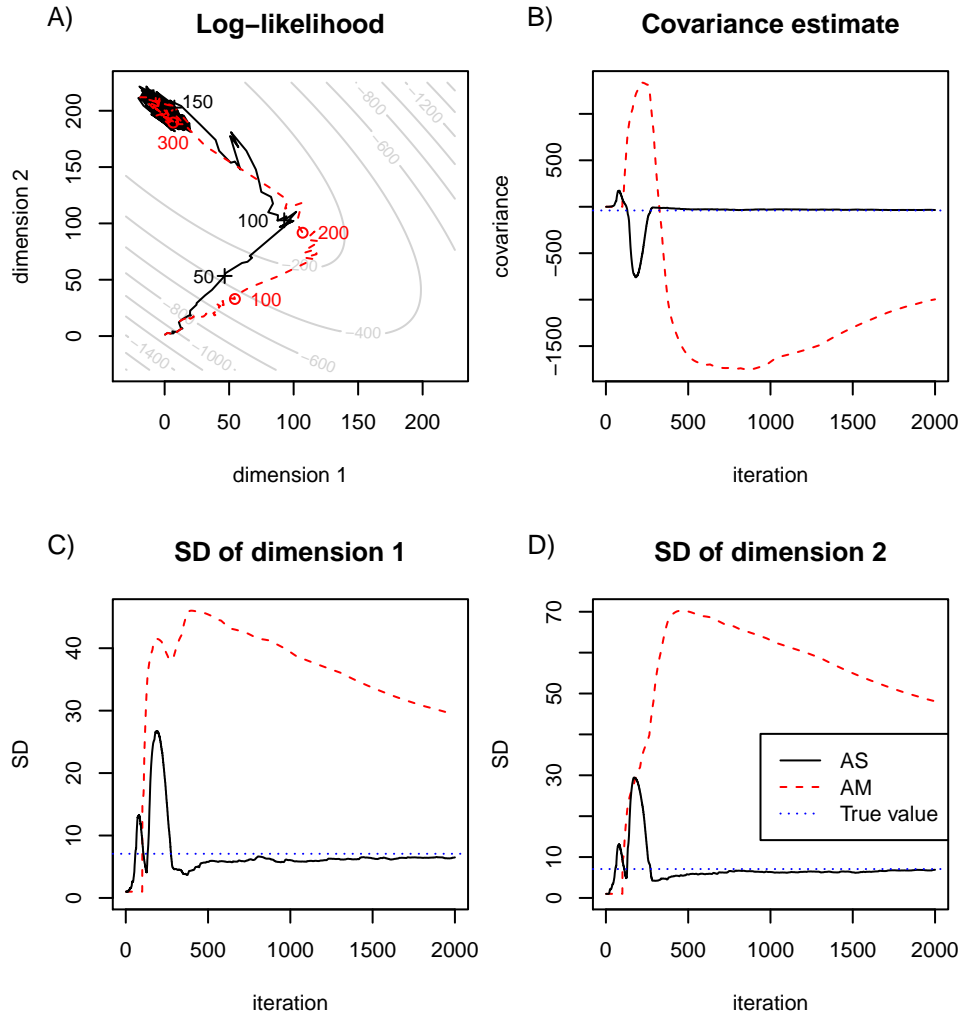 A)
Log−likelihood
dimension 2
0
50
100
150
200
−200
−400
−600
−800
−1000
−1400
−600
−800
−1200
50
100
150
100
200
300
0
50
100
150
200
dimension 1
B)
Covariance estimate
covariance
−1500
−500
500
0
500
1000
1500
2000
iteration
C)
SD of dimension 1
SD
0
10
20
30
40
0
500
1000
1500
2000
iteration
D)
SD of dimension 2
SD
0
10
30
50
70
AS
AM
True value
0
500
1000
1500
2000
iteration